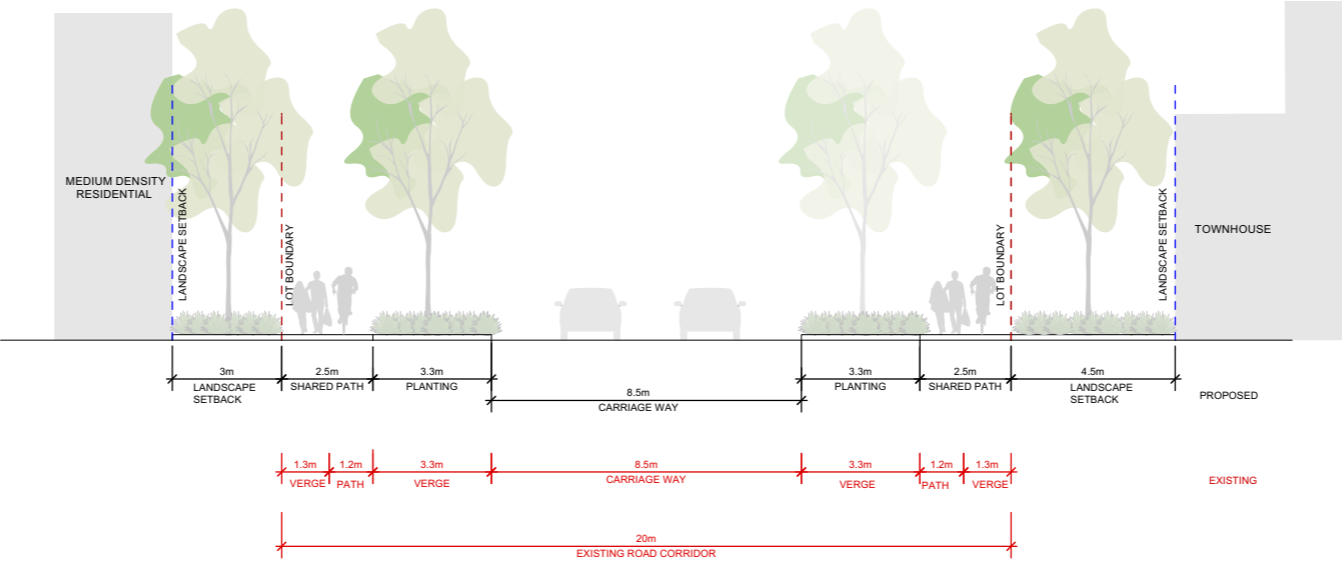 MEDIUM DENSITY
RESIDENTIAL
LANDSCAPE SETBACK
LOT BOUNDARY
LOT BOUNDARY
LANDSCAPE SETBACK
TOWNHOUSE
3m
LANDSCAPE
SETBACK
2.5m
SHARED PATH
3.3m
PLANTING
8.5m
CARRIAGE WAY
3.3m
PLANTING
2.5m
SHARED PATH
4.5m
LANDSCAPE
SETBACK
PROPOSED
1.3m
VERGE
1.2m
PATH
3.3m
VERGE
8.5m
CARRIAGE WAY
3.3m
VERGE
1.2m
PATH
1.3m
VERGE
EXISTING
20m
EXISTING ROAD CORRIDOR